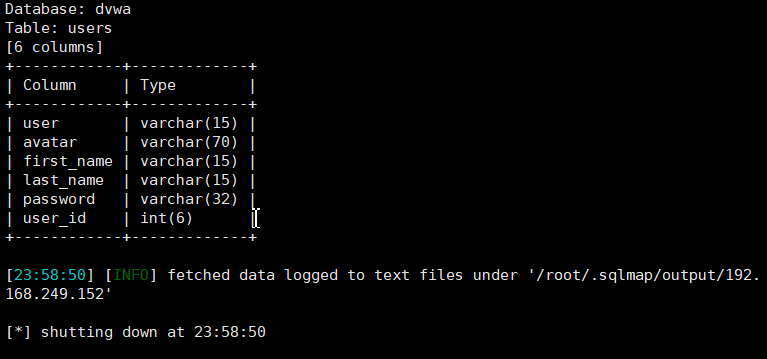 Database: dvwa
Table: users
[6 columns]
+------------+-------------+
| Column     | Type        |
+------------+-------------+
| user       | varchar(15) |
| avatar     | varchar(70) |
| first_name | varchar(15) |
| last_name  | varchar(15) |
| password   | varchar(32) |
| user_id    | int(6)      |
+------------+-------------+
[23:58:50] [INFO] fetched data logged to text files under '/root/.sqlmap/output/192.
168.249.152'
[*] shutting down at 23:58:50